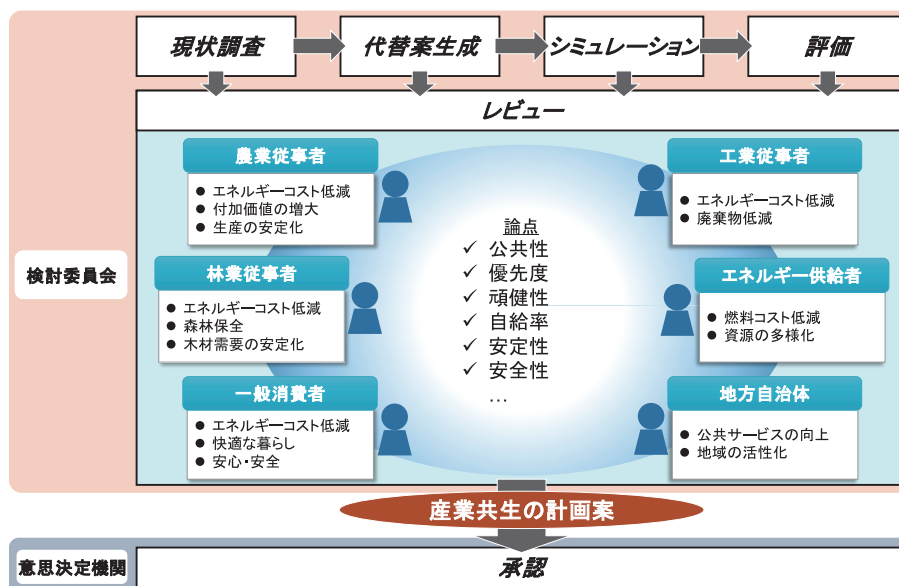 現状調査
代替案生成
シミュレーション
評価
レビュー
検討委員会
農業従事者
● エネルギーコスト低減
● 付加価値の増大
● 生産の安定化
林業従事者
● エネルギーコスト低減
● 森林保全
● 木材需要の安定化
一般消費者
● エネルギーコスト低減
● 快適な暮らし
● 安心・安全
論点
✓ 公共性
✓ 優先度
✓ 頑健性
✓ 自給率
✓ 安定性
✓ 安全性
…
工業従事者
● エネルギーコスト低減
● 廃棄物低減
エネルギー供給者
● 燃料コスト低減
● 資源の多様化
地方自治体
● 公共サービスの向上
● 地域の活性化
産業共生の計画案
意思決定機関
承認